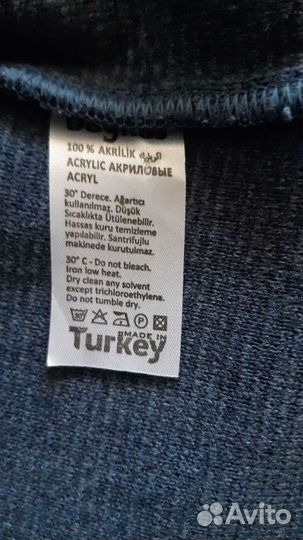 100 % AKRİLİK
ACRYLIC АКРИЛОВЫЕ
ACRYL
30° Derece. Ağartıcı
kullanılmaz. Düşük
Sıcaklıkta Ütülenebilir.
Hassas kuru temizleme
yapılabilir. Santrifujlu
makinede kurutulmaz.
30° C - Do not bleach.
Iron low heat.
Dry clean any solvent
except trichloroethylene.
Do not tumble dry.
MADE IN
Turkey
Avito